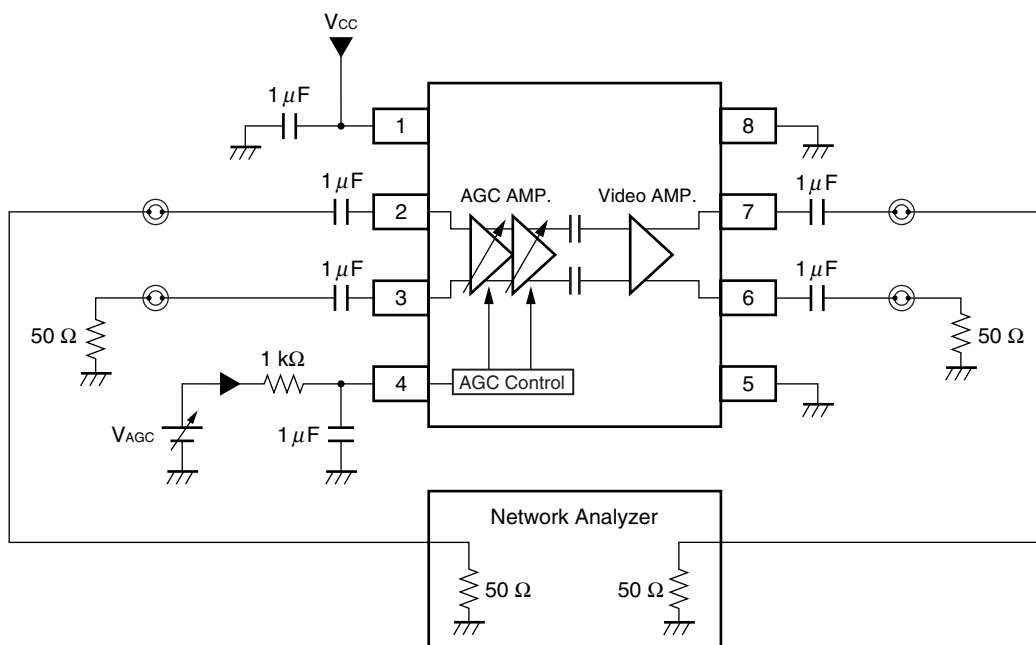 VCC
1 μF
1
8
1 μF
AGC AMP.
Video AMP.
1 μF
2
7
1 μF
1 μF
3
6
50 Ω
50 Ω
1 kΩ
4
AGC Control
5
VAGC
1 μF
Network Analyzer
50 Ω
50 Ω